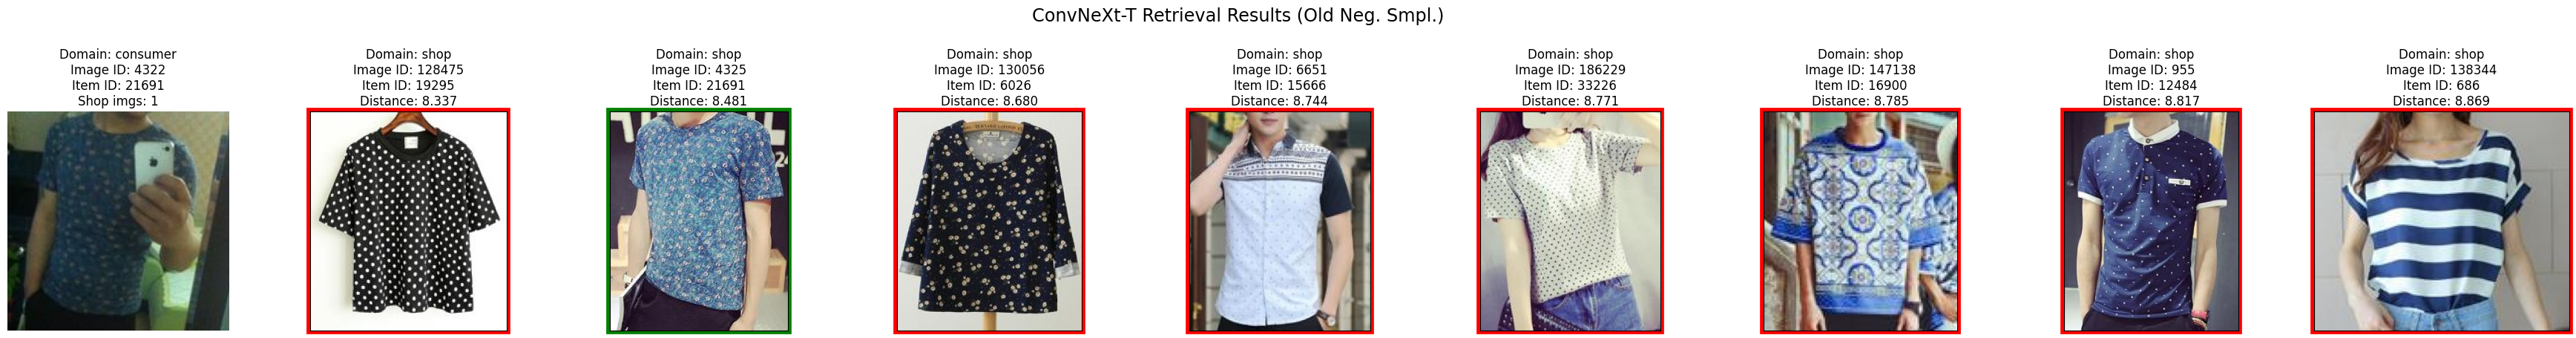 ConvNeXt-T Retrieval Results (Old Neg. Smpl.)
Domain: consumer
Image ID: 4322
Item ID: 21691
Shop imgs: 1
Domain: shop
Image ID: 128475
Item ID: 19295
Distance: 8.337
Domain: shop
Image ID: 4325
Item ID: 21691
Distance: 8.481
Domain: shop
Image ID: 130056
Item ID: 6026
Distance: 8.680
Domain: shop
Image ID: 6651
Item ID: 15666
Distance: 8.744
Domain: shop
Image ID: 186229
Item ID: 33226
Distance: 8.771
Domain: shop
Image ID: 147138
Item ID: 16900
Distance: 8.785
Domain: shop
Image ID: 955
Item ID: 12484
Distance: 8.817
Domain: shop
Image ID: 138344
Item ID: 686
Distance: 8.869